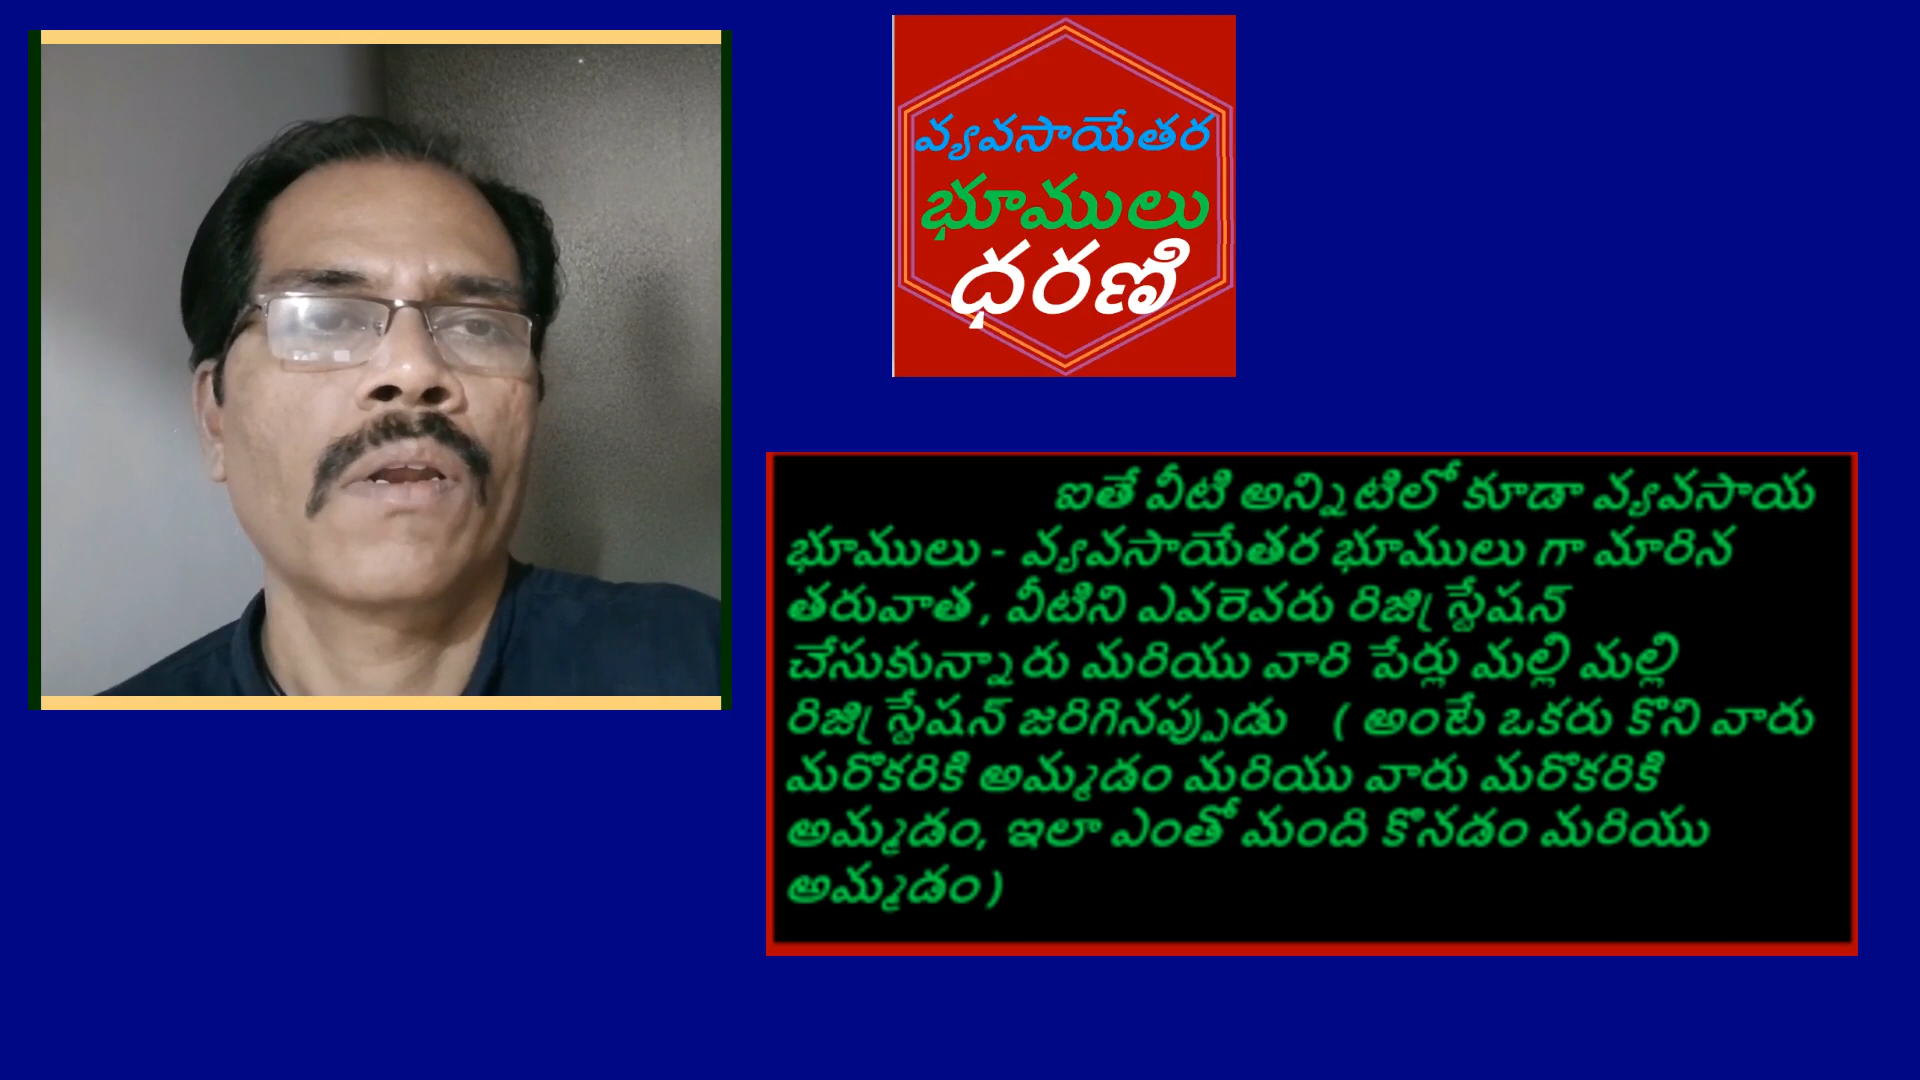 వ్యవసాయేతర
భూములు
ధరణి
ఐతే వీటి అన్నిటిలో కూడా వ్యవసాయ
భూములు - వ్యవసాయేతర భూములు గా మారిన
తరువాత, వీటిని ఎవరెవరు రిజిస్ట్రేషన్
చేసుకున్నారు మరియు వారి పేర్లు మల్లి మల్లి
రిజిస్ట్రేషన్ జరిగినప్పుడు ( అంటే ఒకరు కొని వారు
మరొకరికి అమ్మడం మరియు వారు మరొకరికి
అమ్మడం, ఇలా ఎంతో మంది కొనడం మరియు
అమ్మడం)